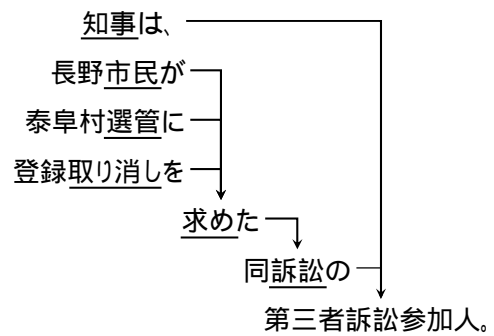 知事は、
長野市民が
泰阜村選管に
登録取り消しを
求めた
同訴訟の
第三者訴訟参加人。